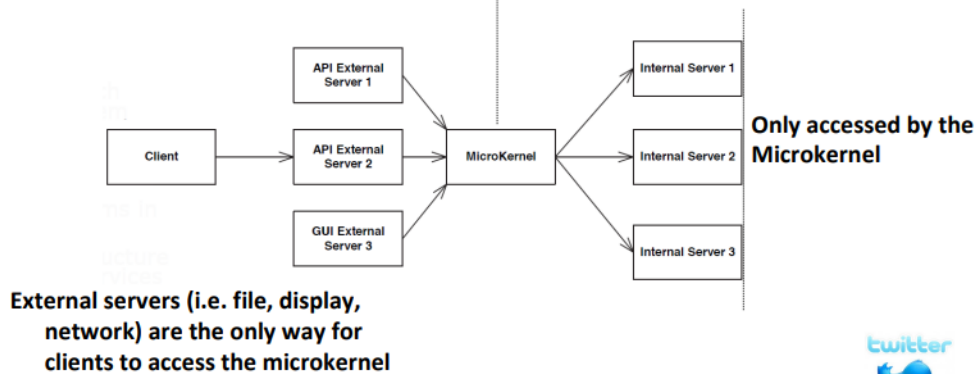 API External
Server 1
Internal Server 1
Client
API External
Server 2
MicroKernel
Internal Server 2
Only accessed by the
Microkernel
GUI External
Server 3
Internal Server 3
External servers (i.e. file, display,
network) are the only way for
clients to access the microkernel
twitter